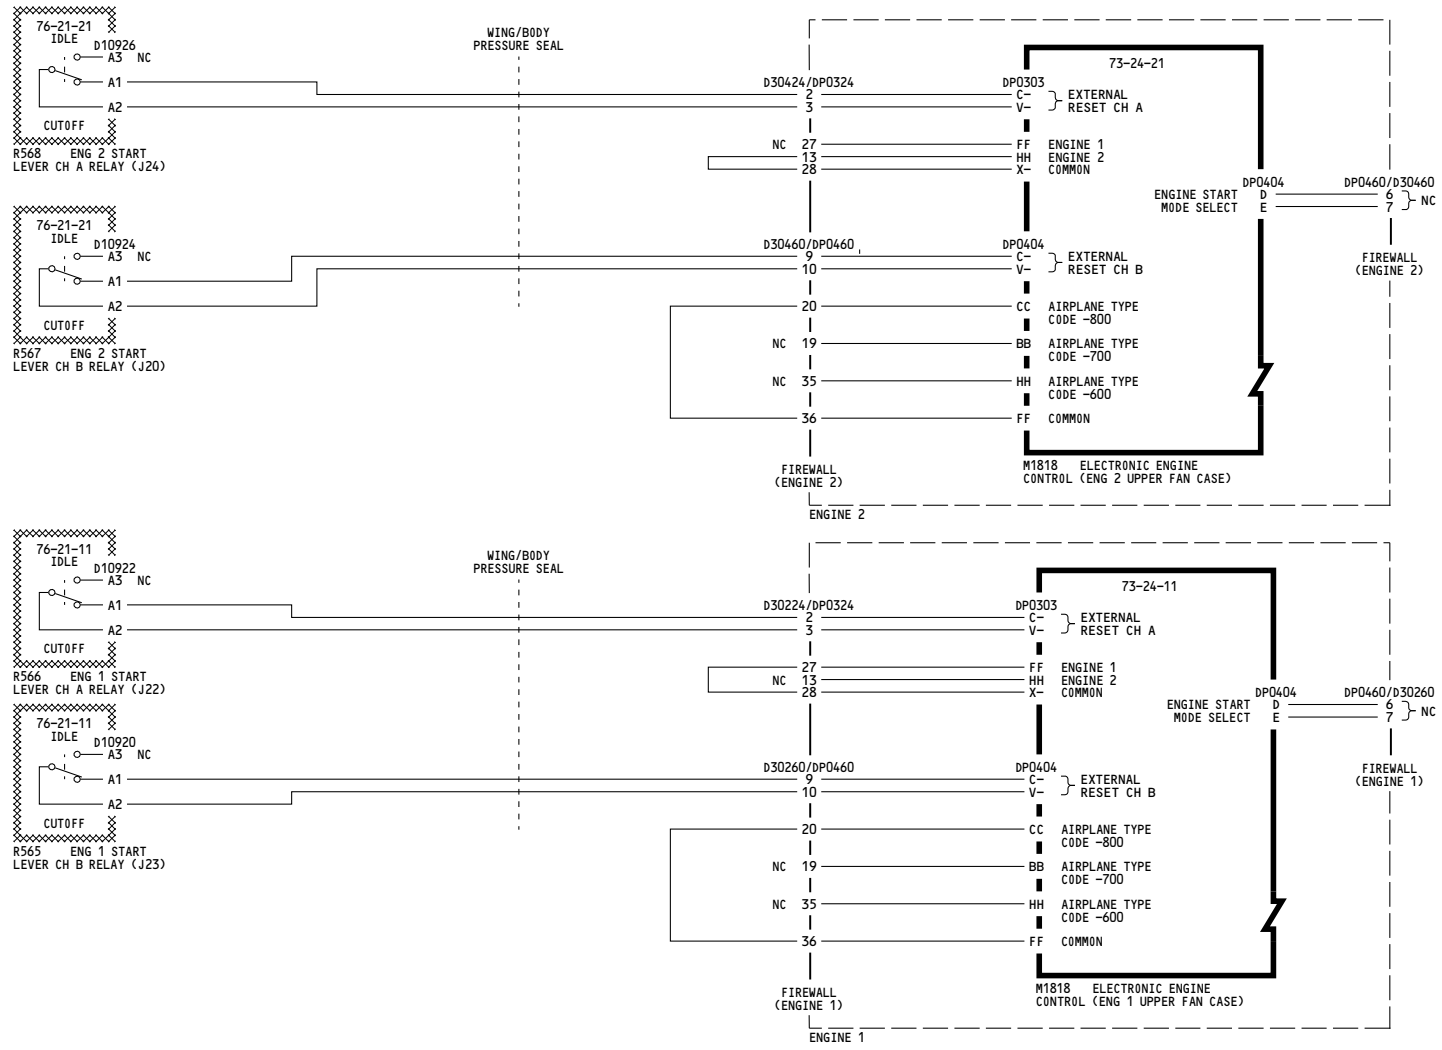 76-21-21
IDLE
D10926
A3 NC
A1
A2
CUTOFF
R568 ENG 2 START
LEVER CH A RELAY (J24)
76-21-21
IDLE
D10924
A3 NC
A1
A2
CUTOFF
R567 ENG 2 START
LEVER CH B RELAY (J20)
WING/BODY
PRESSURE SEAL
D30424/DP0324
2
3
NC 27
13
28
D30460/DP0460
9
10
20
NC 19
NC 35
36
FIREWALL
(ENGINE 2)
73-24-21
DP0303
C- EXTERNAL
V- RESET CH A
FF ENGINE 1
HH ENGINE 2
X- COMMON
DP0404
C- EXTERNAL
V- RESET CH B
CC AIRPLANE TYPE
CODE -800
BB AIRPLANE TYPE
CODE -700
HH AIRPLANE TYPE
CODE -600
FF COMMON
M1818 ELECTRONIC ENGINE
CONTROL (ENG 2 UPPER FAN CASE)
DP0404
ENGINE START D
MODE SELECT E
DP0460/D30460
6
7
NC
FIREWALL
(ENGINE 2)
ENGINE 2
76-21-11
IDLE
D10922
A3 NC
A1
A2
CUTOFF
R566 ENG 1 START
LEVER CH A RELAY (J22)
76-21-11
IDLE
D10920
A3 NC
A1
A2
CUTOFF
R565 ENG 1 START
LEVER CH B RELAY (J23)
WING/BODY
PRESSURE SEAL
D30224/DP0324
2
3
27
NC 13
28
D30260/DP0460
9
10
20
NC 19
NC 35
36
FIREWALL
(ENGINE 1)
73-24-11
DP0303
C- EXTERNAL
V- RESET CH A
FF ENGINE 1
HH ENGINE 2
X- COMMON
DP0404
C- EXTERNAL
V- RESET CH B
CC AIRPLANE TYPE
CODE -800
BB AIRPLANE TYPE
CODE -700
HH AIRPLANE TYPE
CODE -600
FF COMMON
M1818 ELECTRONIC ENGINE
CONTROL (ENG 1 UPPER FAN CASE)
DP0404
ENGINE START D
MODE SELECT E
DP0460/D30260
6
7
NC
FIREWALL
(ENGINE 1)
ENGINE 1